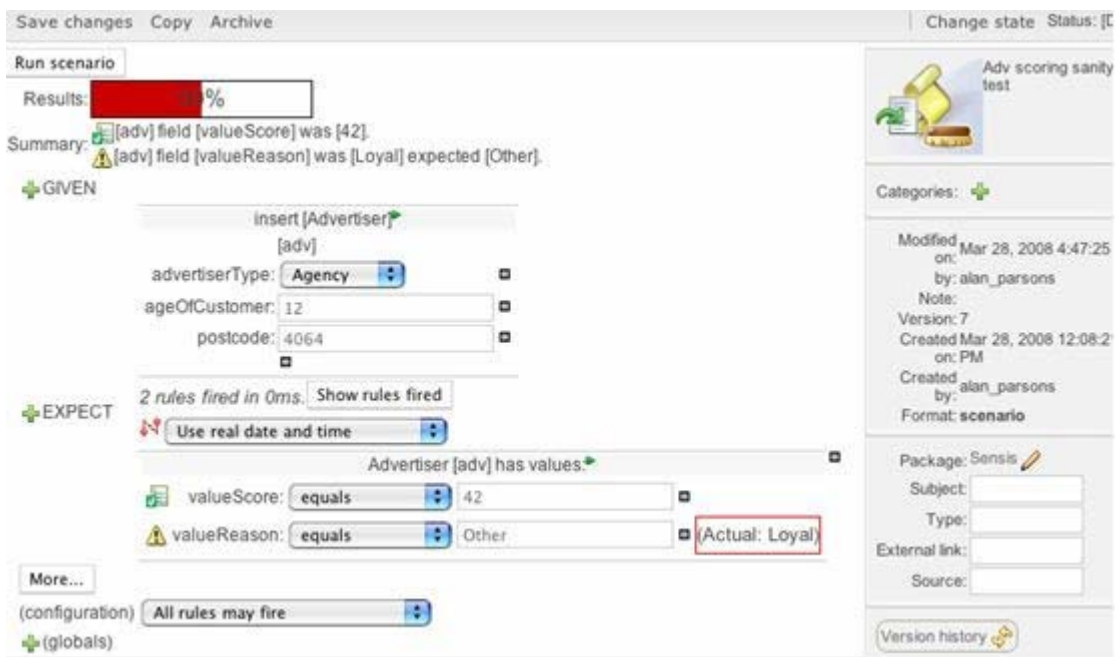 Save changes Copy Archive
Change state Status: [D
Run scenario
Results: %
Summary: [adv] field [valueScore] was [42].
[adv] field [valueReason] was [Loyal] expected [Other].
GIVEN
insert [Advertiser]
[adv]
advertiserType: Agency
ageOfCustomer: 12
postcode: 4064
2 rules fired in 0ms. Show rules fired
EXPECT
Use real date and time
Advertiser [adv] has values:
valueScore: equals 42
valueReason: equals Other (Actual: Loyal)
More...
(configuration) All rules may fire
(globals)
Adv scoring sanity
test
Categories:
Modified on: Mar 28, 2008 4:47:25
by: alan_parsons
Note:
Version: 7
Created on: Mar 28, 2008 12:08:2
PM
Created by: alan_parsons
Format: scenario
Package: Sensis
Subject:
Type:
External link:
Source:
Version history